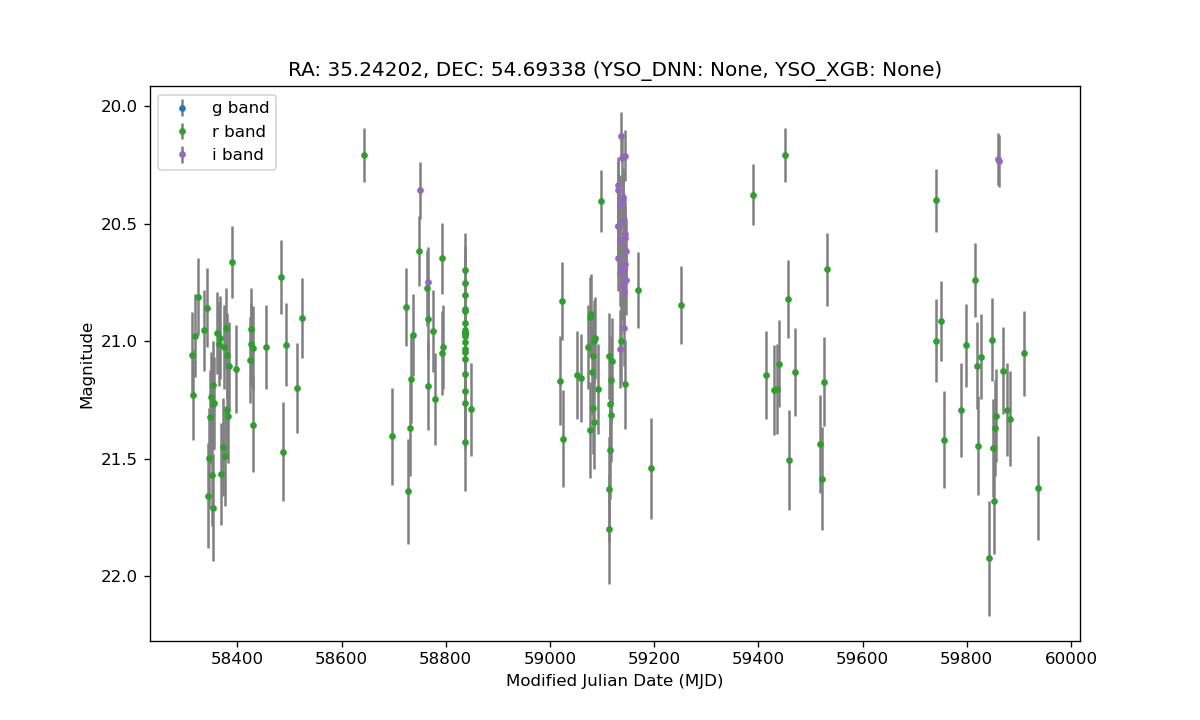 RA: 35.24202, DEC: 54.69338 (YSO_DNN: None, YSO_XGB: None)
g band
r band
i band
20.0
20.5
21.0
21.5
22.0
Magnitude
58400 58600 58800 59000 59200 59400 59600 59800 60000
Modified Julian Date (MJD)